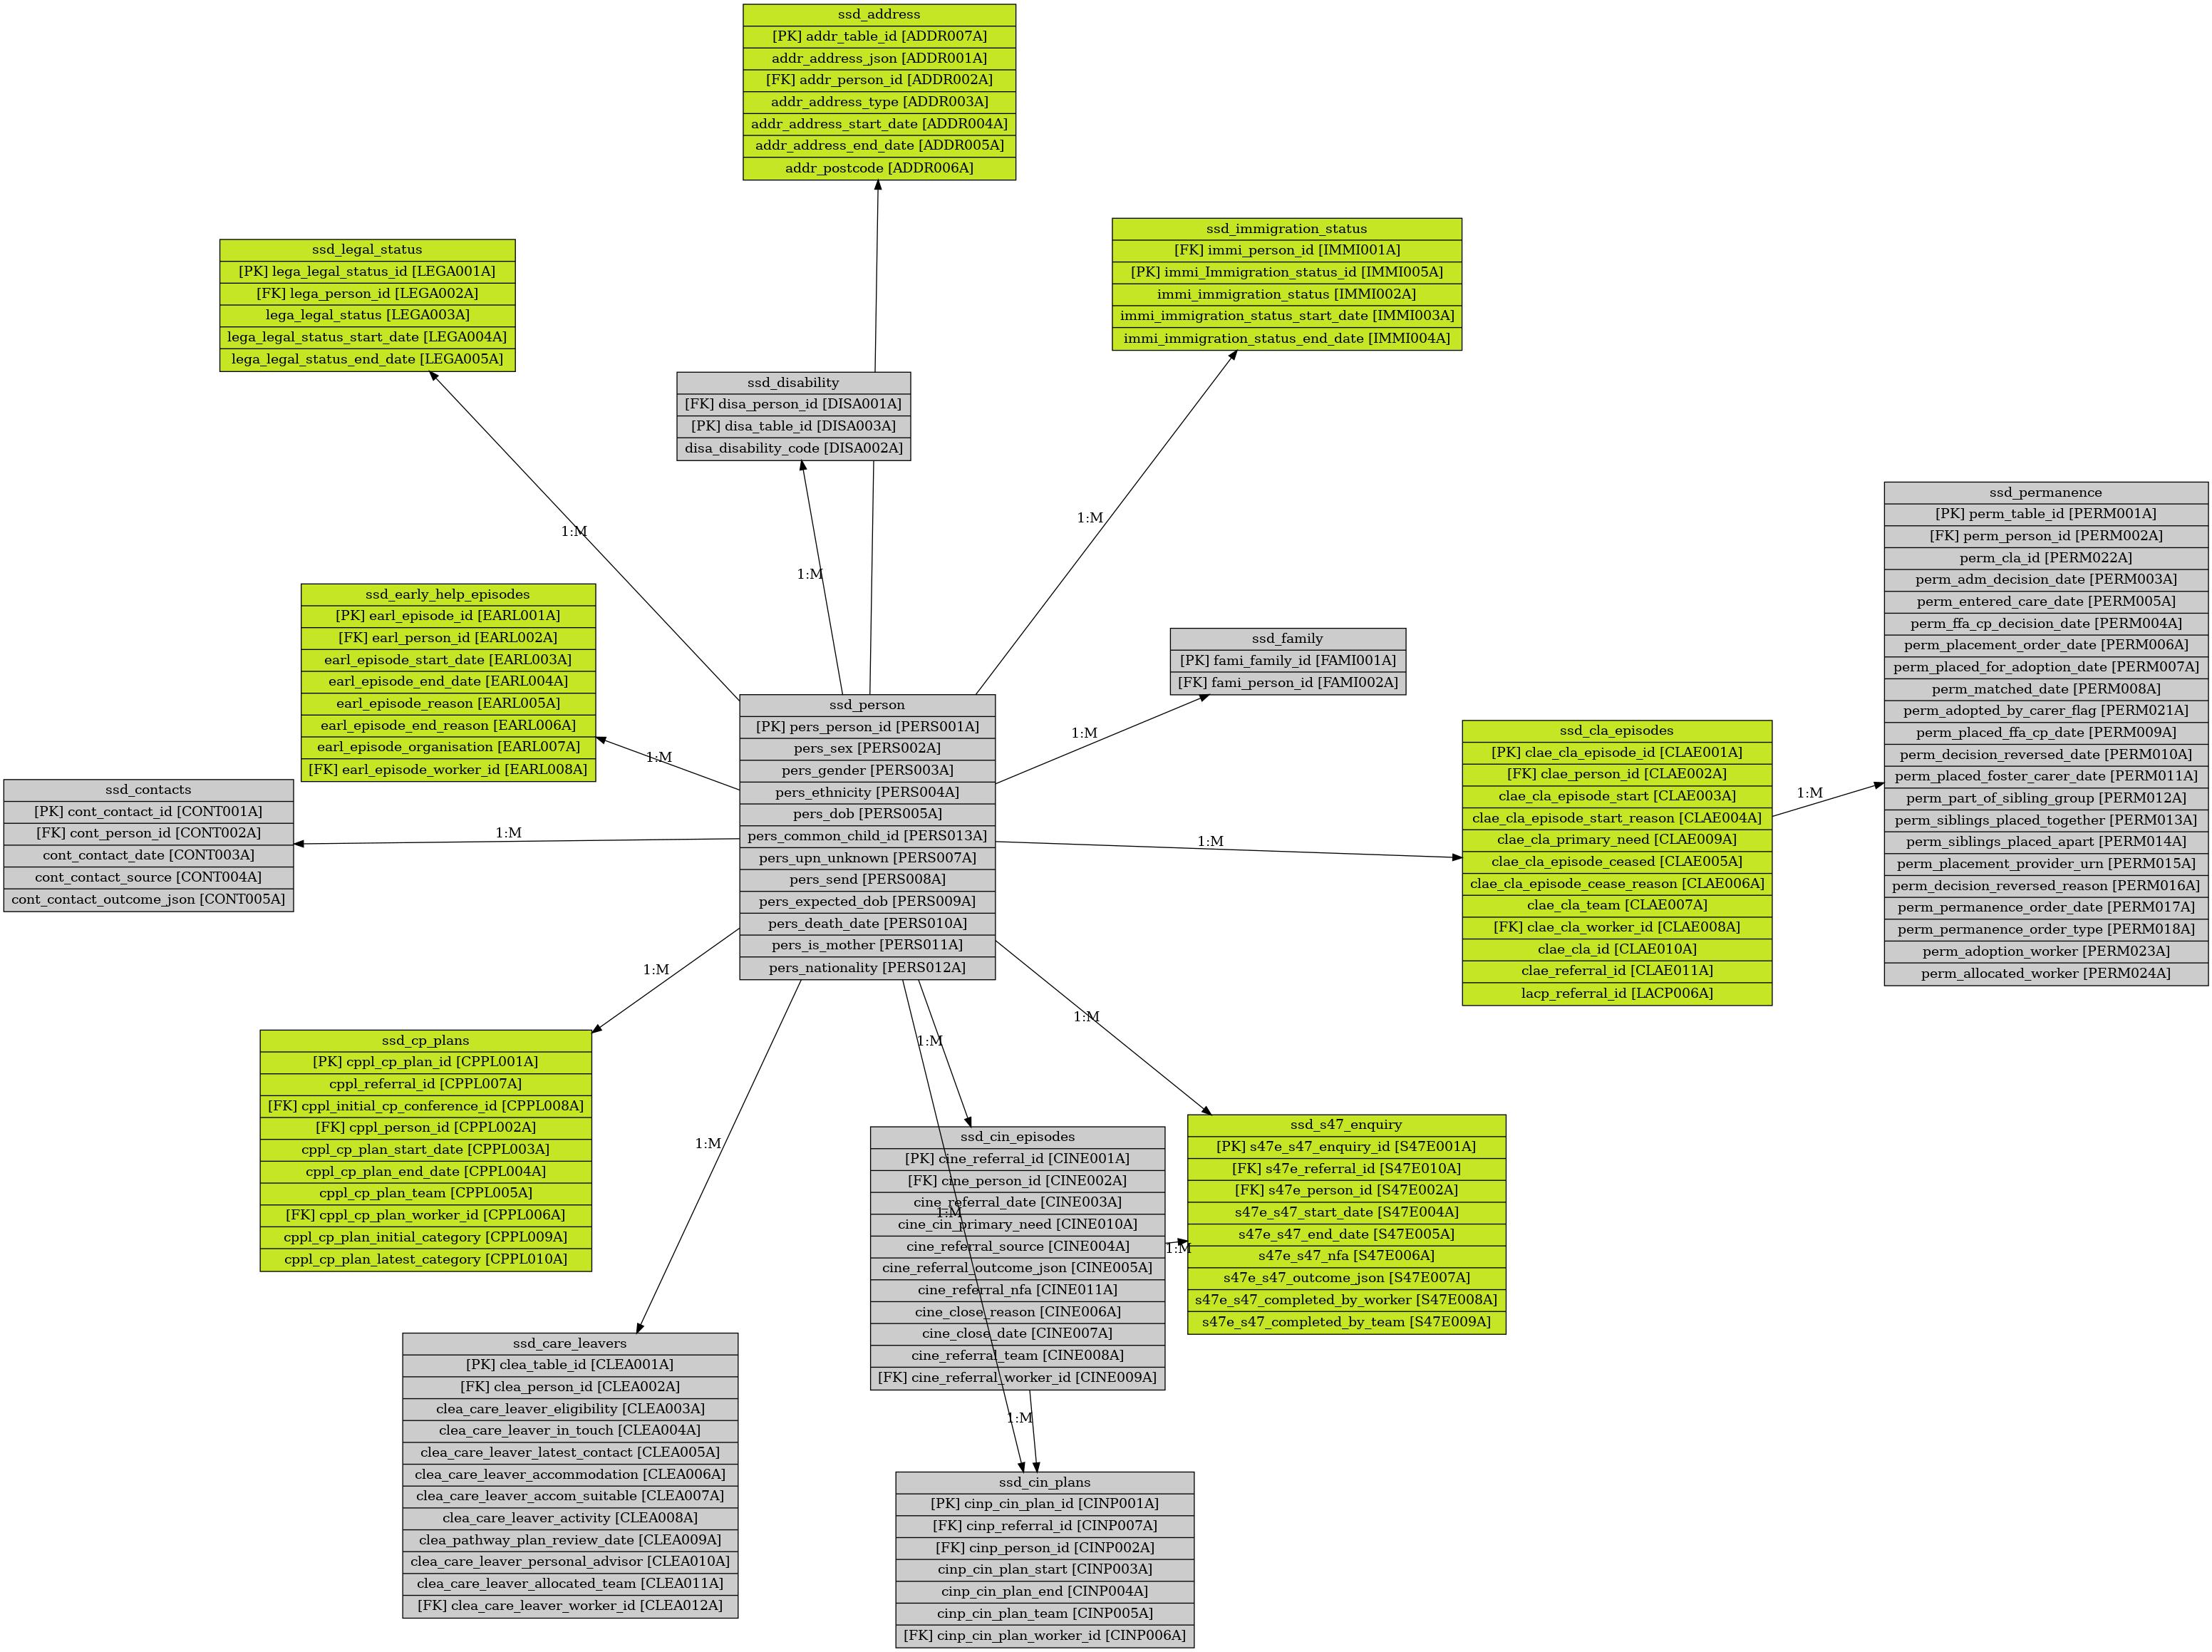 ssd_address
[PK] addr_table_id [ADDR007A]
addr_address_json [ADDR001A]
[FK] addr_person_id [ADDR002A]
addr_address_type [ADDR003A]
addr_address_start_date [ADDR004A]
addr_address_end_date [ADDR005A]
addr_postcode [ADDR006A]
ssd_immigration_status
[FK] immi_person_id [IMMI001A]
[PK] immi_Immigration_status_id [IMMI005A]
immi_immigration_status [IMMI002A]
immi_immigration_status_start_date [IMMI003A]
immi_immigration_status_end_date [IMMI004A]
ssd_legal_status
[PK] lega_legal_status_id [LEGA001A]
[FK] lega_person_id [LEGA002A]
lega_legal_status [LEGA003A]
lega_legal_status_start_date [LEGA004A]
lega_legal_status_end_date [LEGA005A]
ssd_disability
[FK] disa_person_id [DISA001A]
[PK] disa_table_id [DISA003A]
disa_disability_code [DISA002A]
1:M
1:M
1:M
ssd_permanence
[PK] perm_table_id [PERM001A]
[FK] perm_person_id [PERM002A]
perm_cla_id [PERM022A]
perm_adm_decision_date [PERM003A]
perm_entered_care_date [PERM005A]
perm_ffa_cp_decision_date [PERM004A]
perm_placement_order_date [PERM006A]
perm_placed_for_adoption_date [PERM007A]
perm_matched_date [PERM008A]
perm_adopted_by_carer_flag [PERM021A]
perm_placed_ffa_cp_date [PERM009A]
perm_decision_reversed_date [PERM010A]
perm_placed_foster_carer_date [PERM011A]
perm_part_of_sibling_group [PERM012A]
perm_siblings_placed_together [PERM013A]
perm_siblings_placed_apart [PERM014A]
perm_placement_provider_urn [PERM015A]
perm_decision_reversed_reason [PERM016A]
perm_permanence_order_date [PERM017A]
perm_permanence_order_type [PERM018A]
perm_adoption_worker [PERM023A]
perm_allocated_worker [PERM024A]
ssd_early_help_episodes
[PK] earl_episode_id [EARL001A]
[FK] earl_person_id [EARL002A]
earl_episode_start_date [EARL003A]
earl_episode_end_date [EARL004A]
earl_episode_reason [EARL005A]
earl_episode_end_reason [EARL006A]
earl_episode_organisation [EARL007A]
[FK] earl_episode_worker_id [EARL008A]
ssd_family
[PK] fami_family_id [FAMI001A]
[FK] fami_person_id [FAMI002A]
1:M
1:M
ssd_person
[PK] pers_person_id [PERS001A]
pers_sex [PERS002A]
pers_gender [PERS003A]
pers_ethnicity [PERS004A]
pers_dob [PERS005A]
pers_common_child_id [PERS013A]
pers_upn_unknown [PERS007A]
pers_send [PERS008A]
pers_expected_dob [PERS009A]
pers_death_date [PERS010A]
pers_is_mother [PERS011A]
pers_nationality [PERS012A]
ssd_cla_episodes
[PK] clae_cla_episode_id [CLAE001A]
[FK] clae_person_id [CLAE002A]
clae_cla_episode_start [CLAE003A]
clae_cla_episode_start_reason [CLAE004A]
clae_cla_primary_need [CLAE009A]
clae_cla_episode_ceased [CLAE005A]
clae_cla_episode_cease_reason [CLAE006A]
clae_cla_team [CLAE007A]
[FK] clae_cla_worker_id [CLAE008A]
clae_cla_id [CLAE010A]
clae_referral_id [CLAE011A]
lacp_referral_id [LACP006A]
1:M
ssd_contacts
[PK] cont_contact_id [CONT001A]
[FK] cont_person_id [CONT002A]
cont_contact_date [CONT003A]
cont_contact_source [CONT004A]
cont_contact_outcome_json [CONT005A]
1:M
1:M
1:M
1:M
1:M
1:M
ssd_cp_plans
[PK] cppl_cp_plan_id [CPPL001A]
cppl_referral_id [CPPL007A]
[FK] cppl_initial_cp_conference_id [CPPL008A]
[FK] cppl_person_id [CPPL002A]
cppl_cp_plan_start_date [CPPL003A]
cppl_cp_plan_end_date [CPPL004A]
cppl_cp_plan_team [CPPL005A]
[FK] cppl_cp_plan_worker_id [CPPL006A]
cppl_cp_plan_initial_category [CPPL009A]
cppl_cp_plan_latest_category [CPPL010A]
ssd_cin_episodes
[PK] cine_referral_id [CINE001A]
[FK] cine_person_id [CINE002A]
cine_referral_date [CINE003A]
1:M
cine_cin_primary_need [CINE010A]
cine_referral_source [CINE004A]
cine_referral_outcome_json [CINE005A]
cine_referral_nfa [CINE011A]
cine_close_reason [CINE006A]
cine_close_date [CINE007A]
cine_referral_team [CINE008A]
[FK] cine_referral_worker_id [CINE009A]
1:M
ssd_s47_enquiry
[PK] s47e_s47_enquiry_id [S47E001A]
[FK] s47e_referral_id [S47E010A]
[FK] s47e_person_id [S47E002A]
s47e_s47_start_date [S47E004A]
s47e_s47_end_date [S47E005A]
s47e_s47_nfa [S47E006A]
s47e_s47_outcome_json [S47E007A]
s47e_s47_completed_by_worker [S47E008A]
s47e_s47_completed_by_team [S47E009A]
ssd_care_leavers
[PK] clea_table_id [CLEA001A]
[FK] clea_person_id [CLEA002A]
clea_care_leaver_eligibility [CLEA003A]
clea_care_leaver_in_touch [CLEA004A]
clea_care_leaver_latest_contact [CLEA005A]
clea_care_leaver_accommodation [CLEA006A]
clea_care_leaver_accom_suitable [CLEA007A]
clea_care_leaver_activity [CLEA008A]
clea_pathway_plan_review_date [CLEA009A]
clea_care_leaver_personal_advisor [CLEA010A]
clea_care_leaver_allocated_team [CLEA011A]
[FK] clea_care_leaver_worker_id [CLEA012A]
1:M
ssd_cin_plans
[PK] cinp_cin_plan_id [CINP001A]
[FK] cinp_referral_id [CINP007A]
[FK] cinp_person_id [CINP002A]
cinp_cin_plan_start [CINP003A]
cinp_cin_plan_end [CINP004A]
cinp_cin_plan_team [CINP005A]
[FK] cinp_cin_plan_worker_id [CINP006A]